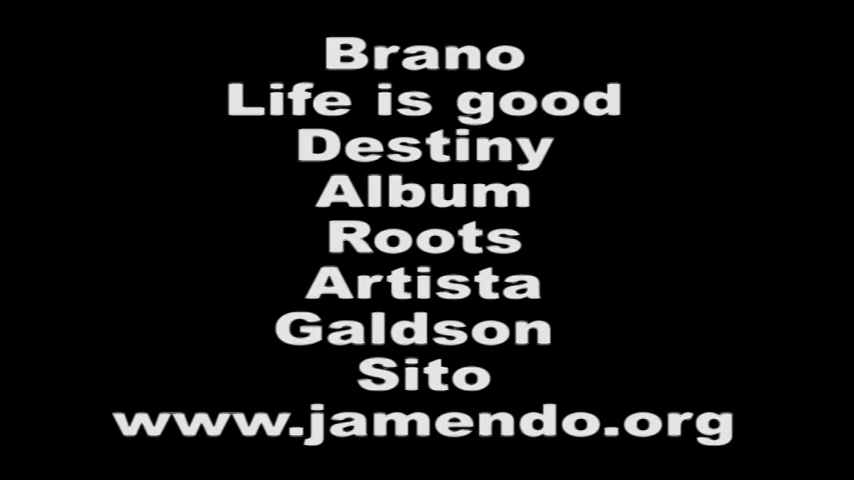 Brano
Life is good
Destiny
Album
Roots
Artista
Galdson
Sito
www.jamendo.org